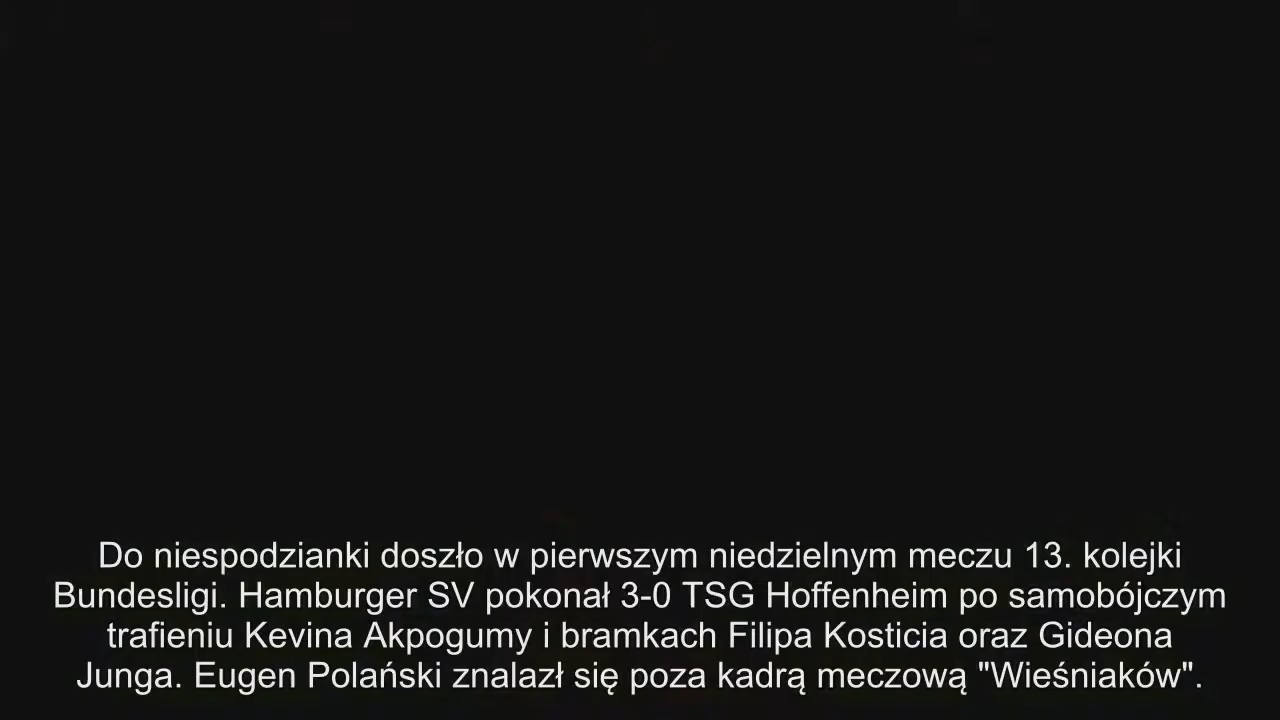 Do niespodzianki doszło w pierwszym niedzielnym meczu 13. kolejki
Bundesligi. Hamburger SV pokonał 3-0 TSG Hoffenheim po samobójczym
trafieniu Kevina Akpogumy i bramkach Filipa Kosticia oraz Gideona
Junga. Eugen Polański znalazł się poza kadrą meczową "Wieśniaków".